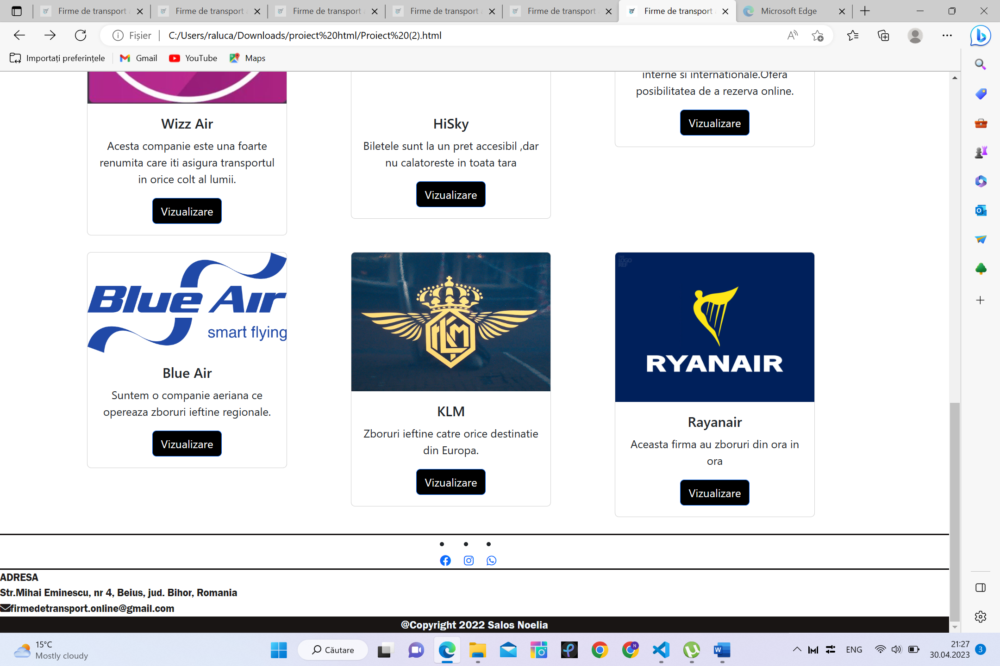 Firme de transport a
Firme de transport
Firme de transport a
Firme de transport a
Firme de transport
Firme de transport
Microsoft Edge
Fișier
C:/Users/raluca/Downloads/proiect%20html/Proiect%20(2).html
Importați preferințele
Gmail
YouTube
Maps
interne si internationale.Ofera
posibilitatea de a rezerva online.
Vizualizare
Wizz Air
Acesta companie este una foarte
renumita care iti asigura transportul
in orice colt al lumii.
Vizualizare
HiSky
Biletele sunt la un pret accesibil ,dar
nu calatoreste in toata tara
Vizualizare
Blue Air
smart flying
Blue Air
Suntem o companie aeriana ce
opereaza zboruri ieftine regionale.
Vizualizare
KLM
KLM
Zboruri ieftine catre orice destinatie
din Europa.
Vizualizare
THE
LOGO
REF
RYANAIR
Rayanair
Aceasta firma au zboruri din ora in
ora
Vizualizare
ADRESA
Str.Mihai Eminescu, nr 4, Beius, jud. Bihor, Romania
firmedetransport.online@gmail.com
@Copyright 2022 Salos Noelia
15°C
Mostly cloudy
Căutare
N
W
ENG
21:27
30.04.2023
3